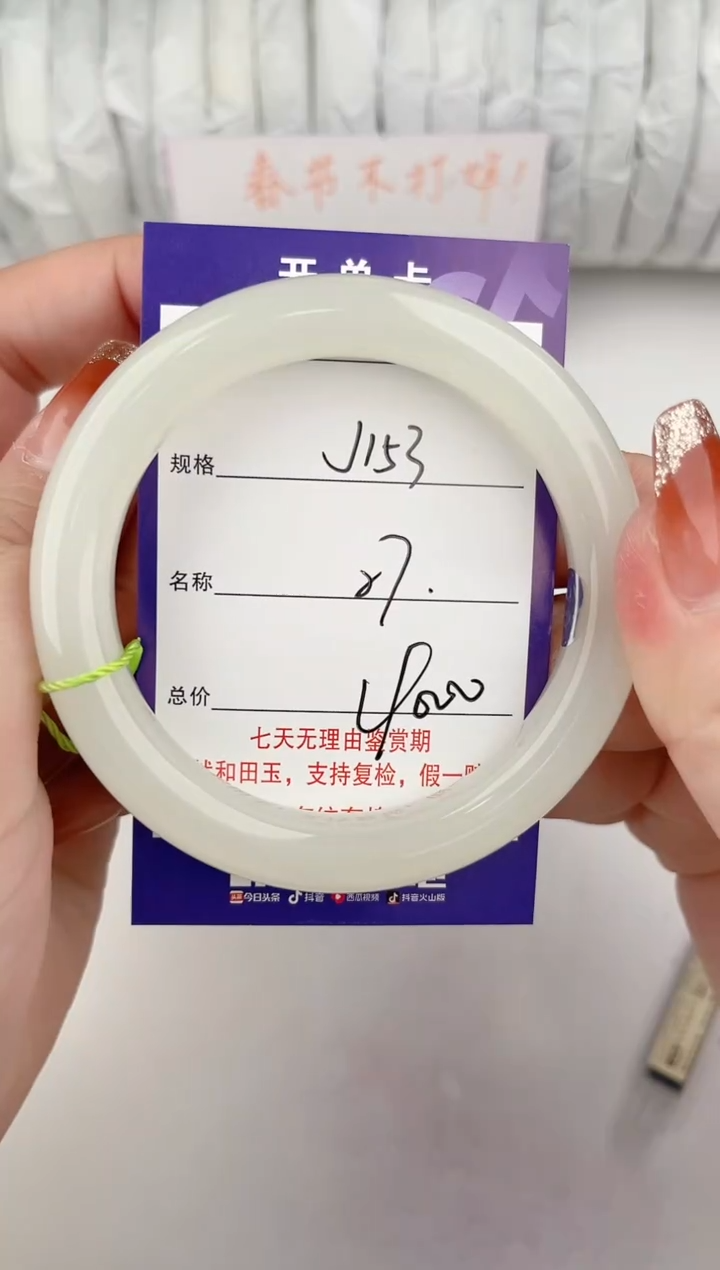 春节不打烊！
开单卡
规格 J153
名称 27.
总价 4000
七天无理由鉴赏期
和田玉，支持复检，假一
今日头条 抖音 西瓜视频 抖音火山版